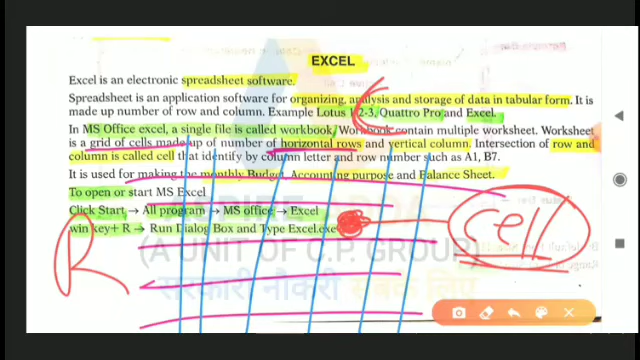 EXCEL
Excel is an electronic spreadsheet software.
Spreadsheet is an application software for organizing, analysis and storage of data in tabular form. It is
made up number of row and column. Example Lotus 1-2-3, Quattro Pro and Excel.
In MS Office excel, a single file is called workbook. Workbook contain multiple worksheet. Worksheet
is a grid of cells made up of number of horizontal rows and vertical column. Intersection of row and
column is called cell that identify by column letter and row number such as A1, B7.
It is used for making the monthly Budget, Accounting purpose and Balance Sheet.
To open or start MS Excel
Click Start → All program → MS office → Excel
win key+ R → Run Dialog Box and Type Excel.exe
cell
R
(A UNIT OF C.P. GROUP)
सरकारी नौकरी सबके लिए